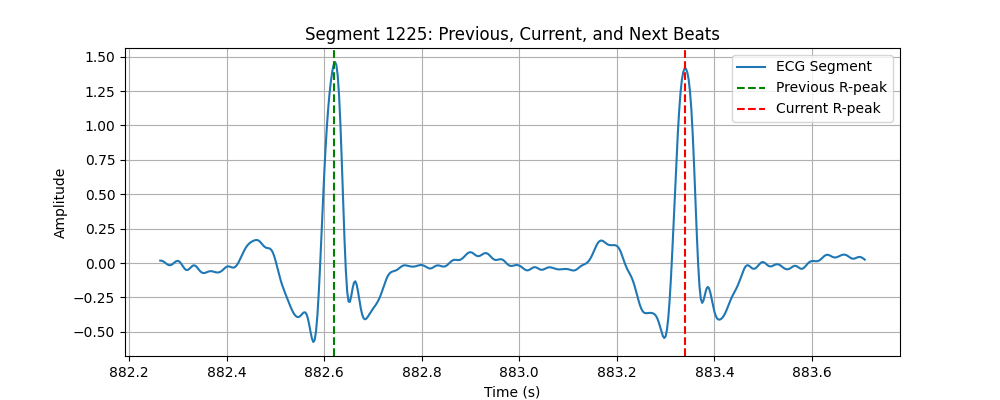 Segment 1225: Previous, Current, and Next Beats
ECG Segment
Previous R-peak
Current R-peak
Amplitude
1.50
1.25
1.00
0.75
0.50
0.25
0.00
−0.25
−0.50
882.2 882.4 882.6 882.8 883.0 883.2 883.4 883.6
Time (s)